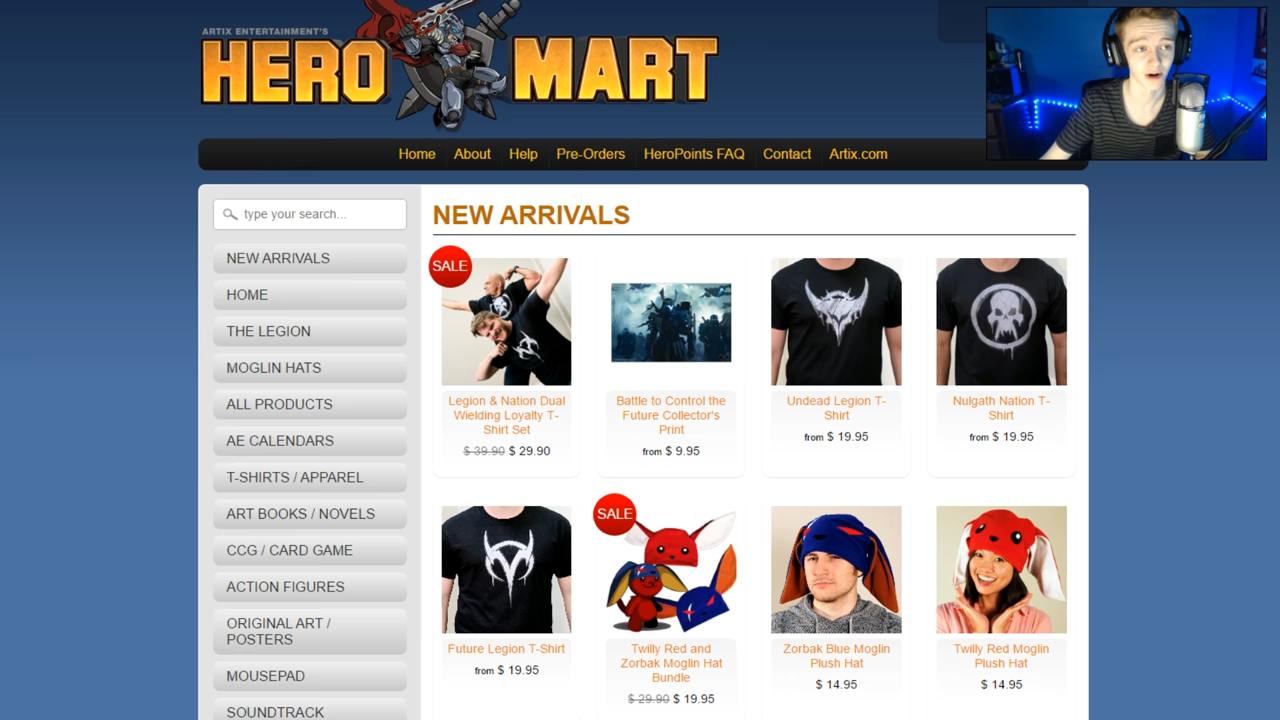 ARTIX ENTERTAINMENT'S
HERO MART
Home About Help Pre-Orders HeroPoints FAQ Contact Artix.com
type your search...
NEW ARRIVALS
HOME
THE LEGION
MOGLIN HATS
ALL PRODUCTS
AE CALENDARS
T-SHIRTS / APPAREL
ART BOOKS / NOVELS
CCG / CARD GAME
ACTION FIGURES
ORIGINAL ART /
POSTERS
MOUSEPAD
SOUNDTRACK
NEW ARRIVALS
SALE
Legion & Nation Dual
Wielding Loyalty T-
Shirt Set
$ 39.90 $ 29.90
Battle to Control the
Future Collector's
Print
from $ 9.95
Undead Legion T-
Shirt
from $ 19.95
Nulgath Nation T-
Shirt
from $ 19.95
Future Legion T-Shirt
from $ 19.95
SALE
Twilly Red and
Zorbak Moglin Hat
Bundle
$ 29.90 $ 19.95
Zorbak Blue Moglin
Plush Hat
$ 14.95
Twilly Red Moglin
Plush Hat
$ 14.95